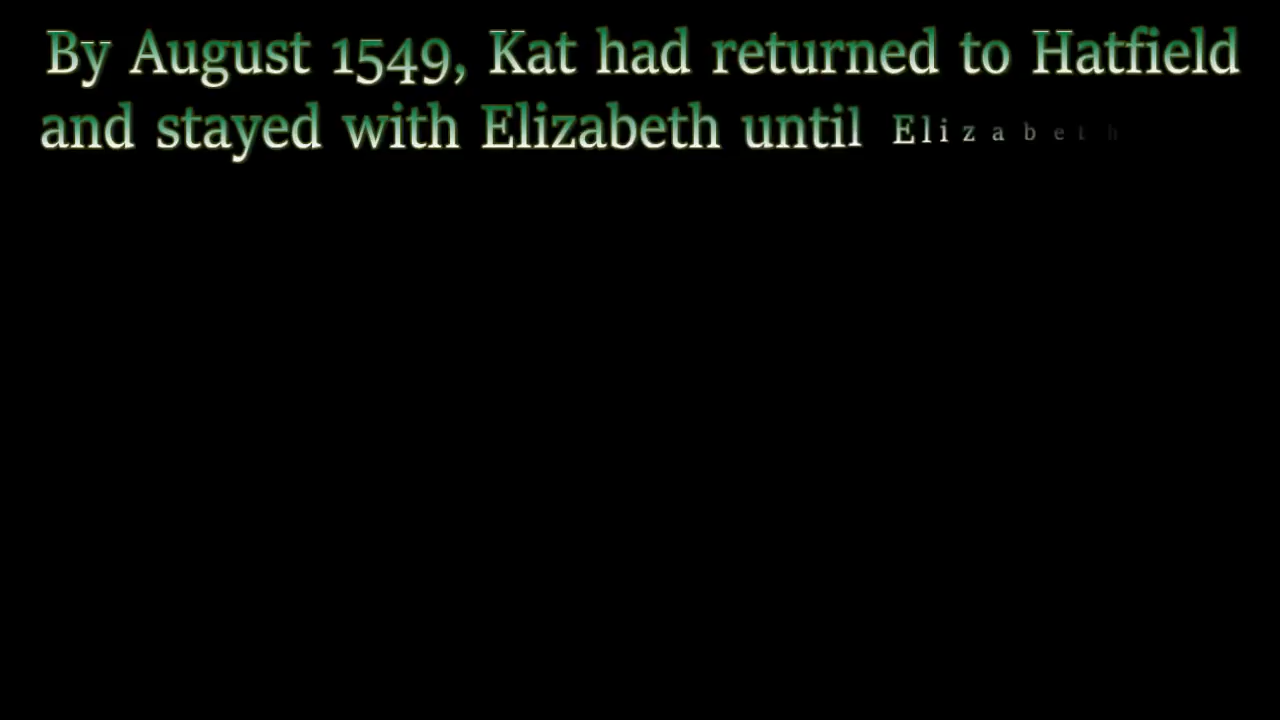 By August 1549, Kat had returned to Hatfield
and stayed with Elizabeth until Elizabeth